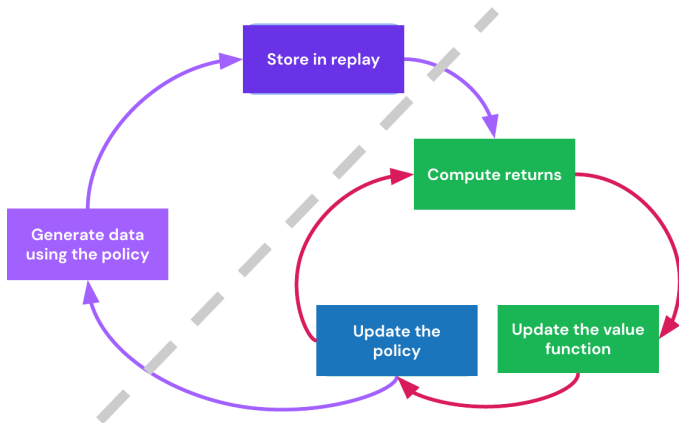 Store in replay
Compute returns
Generate data
using the policy
Update the
policy
Update the value
function